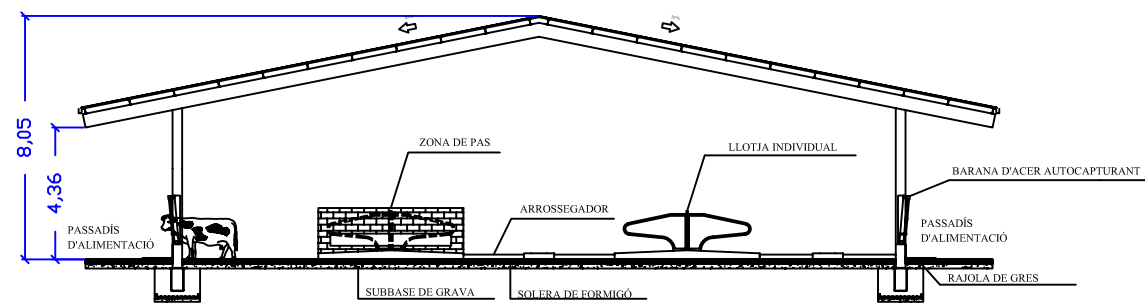 8,05
4,36
ZONA DE PAS
LLOTJA INDIVIDUAL
BARANA D'ACER AUTOCAPTURANT
ARROSSEGADOR
PASSADÍS
D'ALIMENTACIÓ
PASSADÍS
D'ALIMENTACIÓ
RAJOLA DE GRES
SUBBASE DE GRAVA
SOLERA DE FORMIGÓ